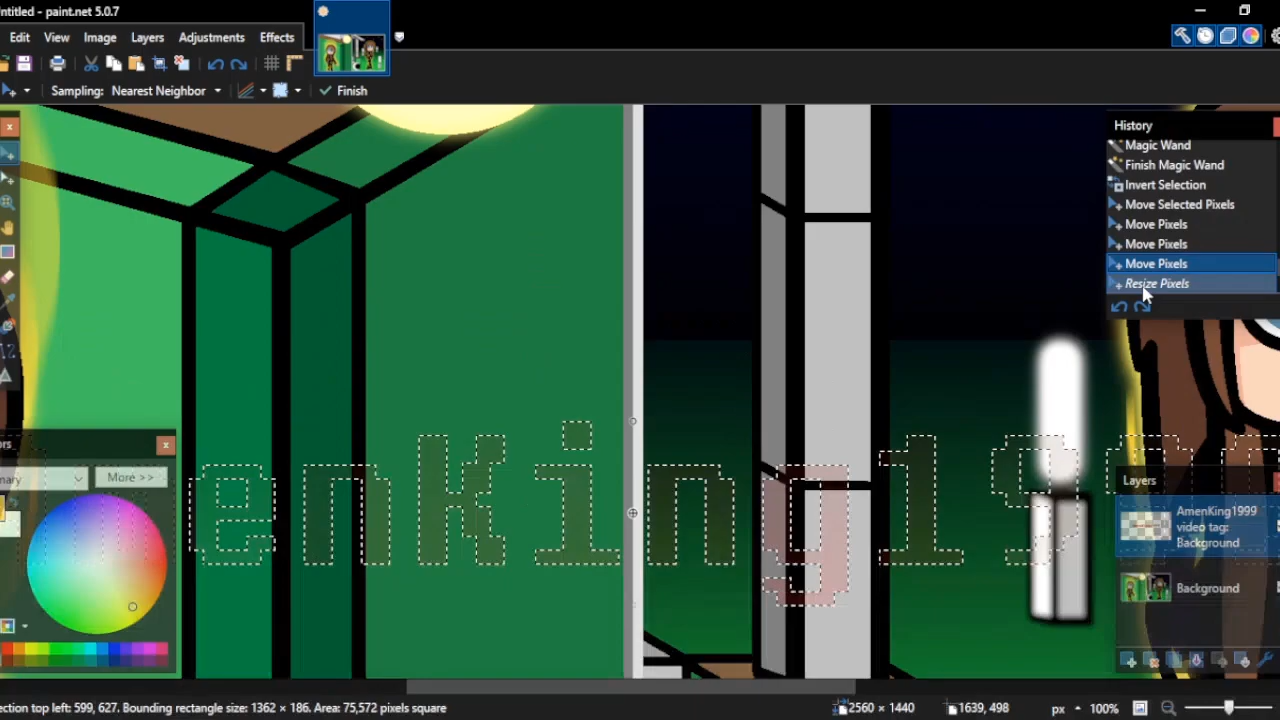 ntitled - paint.net 5.0.7
Edit View Image Layers Adjustments Effects
Sampling: Nearest Neighbor Finish
History
Magic Wand
Finish Magic Wand
Invert Selection
Move Selected Pixels
Move Pixels
Move Pixels
Move Pixels
Resize Pixels
enKing199
ors
mary More >>
Layers
AmenKing1999
video tag:
Background
Background
ection top left: 599, 627. Bounding rectangle size: 1362 × 186. Area: 75,572 pixels square 2560 × 1440 1639, 498 px 100%